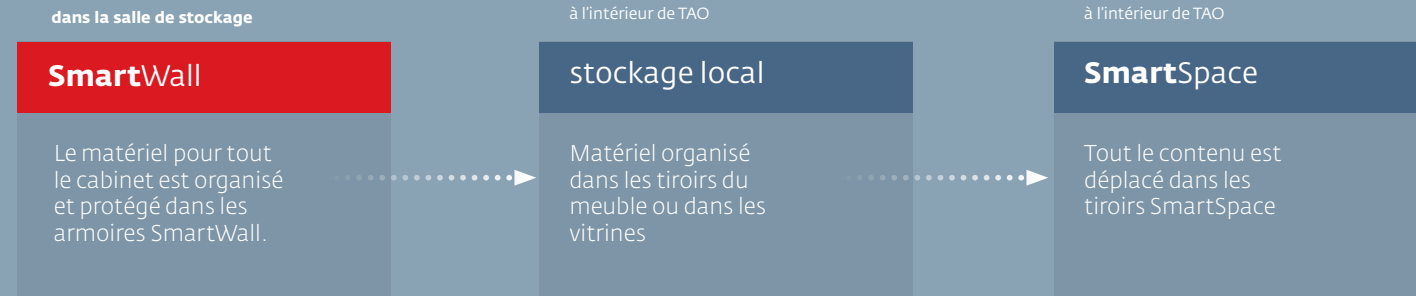 dans la salle de stockage
SmartWall
Le matériel pour tout
le cabinet est organisé
et protégé dans les
armoires SmartWall.
à l'intérieur de TAO
stockage local
Matériel organisé
dans les tiroirs du
meuble ou dans les
vitrines
à l'intérieur de TAO
SmartSpace
Tout le contenu est
déplacé dans les
tiroirs SmartSpace